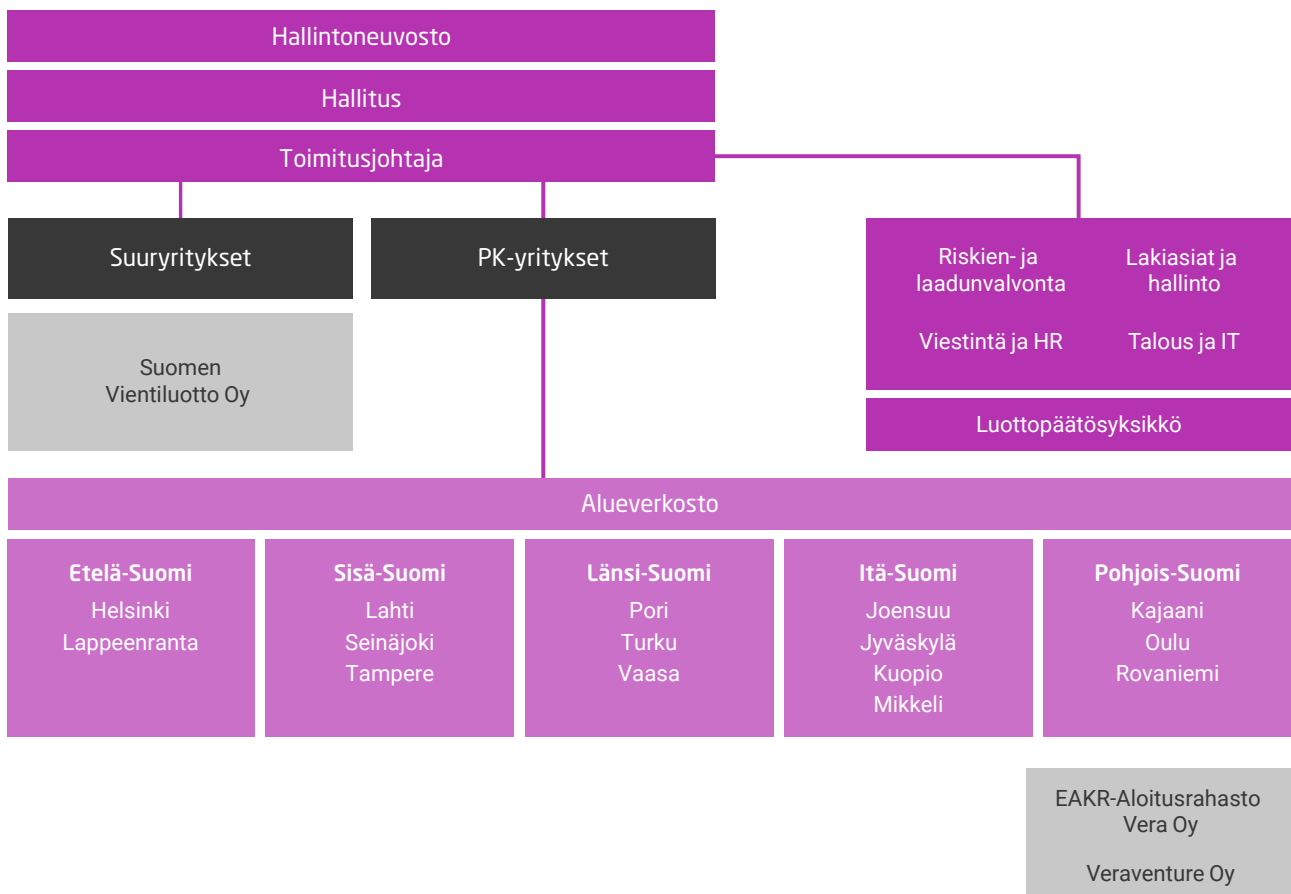 Hallintoneuvosto
Hallitus
Toimitusjohtaja
Suuryritykset
PK-yritykset
Riskien- ja
laadunvalvonta
Lakiasiat ja
hallinto
Viestintä ja HR
Talous ja IT
Suomen
Vientiluotto Oy
Luottopäätösyksikkö
Alueverkosto
Etelä-Suomi
Helsinki
Lappeenranta
Sisä-Suomi
Lahti
Seinäjoki
Tampere
Länsi-Suomi
Pori
Turku
Vaasa
Itä-Suomi
Joensuu
Jyväskylä
Kuopio
Mikkeli
Pohjois-Suomi
Kajaani
Oulu
Rovaniemi
EAKR-Aloitusrahasto
Vera Oy
Veraventure Oy